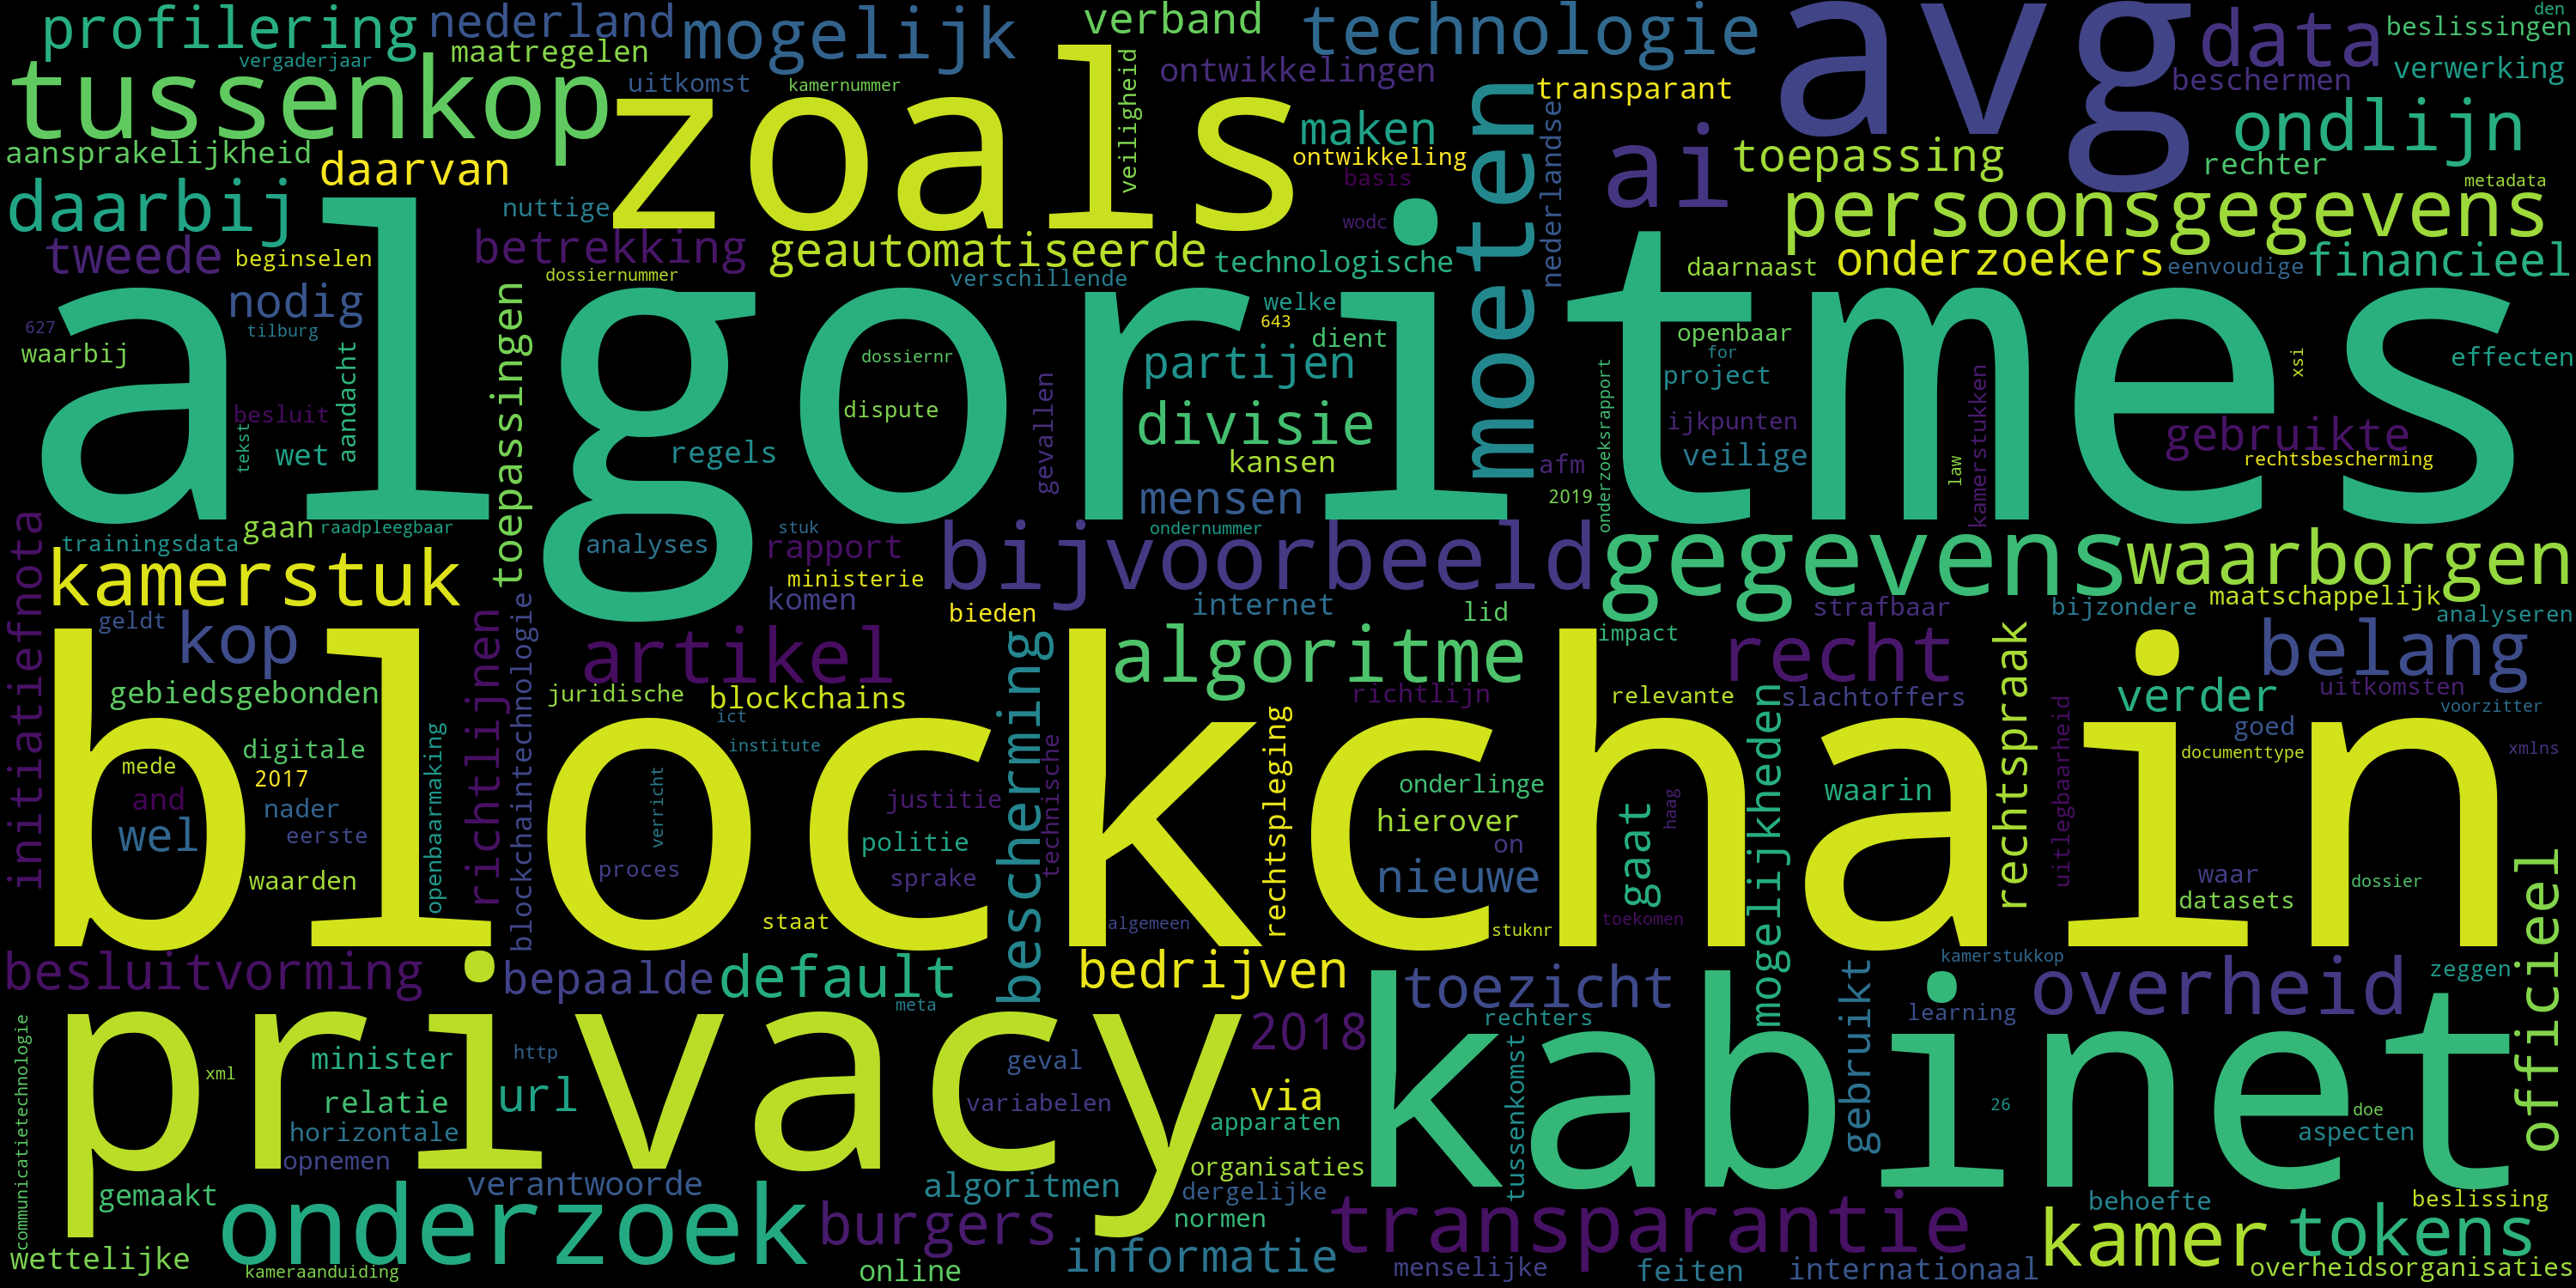 profilering
nederland
mogelijk
verband
technologie
avg
data
beslissingen
den
vergaderjaar
maatregelen
uitkomst
kamernummer
ontwikkelingen
transparant
beschermen
verwerking
tussenkop
zoals
veiligheid
maken
moeten
nederlandse
ai
toepassing
ondlijn
aansprakelijkheid
daarvan
ontwikkeling
rechter
daarbij
nuttige
basis
wodc
persoonsgegevens
metadata
tweede
beginselen
betrekking
dossiernummer
geautomatiseerde
verschillende
technologische
daarnaast
onderzoekers
eenvoudige
financieel
algoritmes
nodig
627
tilburg
waarbij
aandacht
toepassingen
dossiernr
welke
643
dient
partijen
openbaar
for
project
xsi
effecten
besluit
tekst
wet
dispute
regels
gevallen
divisie
kansen
mensen
afm
2019
onderzoeksrapport
ijkpunten
veilige
law
kamerstukken
gebruikte
rechtsbescherming
initiatiefnota
trainingsdata
gaan
raadpleegbaar
analyses
stuk
rapport
ministerie
komen
bijvoorbeeld
ondernummer
gegevens
waarborgen
kamerstuk
bieden
internet
lid
strafbaar
bijzondere
maatschappelijk
analyseren
geldt
kop
richtlijnen
blockchaintechnologie
artikel
bescherming
algoritme
impact
recht
rechtspraak
belang
gebiedsgebonden
juridische
blockchains
richtlijn
relevante
slachtoffers
verder
uitkomsten
voorzitter
blockchain
digitale
mede
2017
and
nader
wel
eerste
waarden
openbaarmaking
ict
institute
verricht
proces
justitie
politie
sprake
technische
rechtspleging
onderlinge
hierover
on
nieuwe
gaat
haag
mogelijkheden
waarin
uitlegbaarheid
goed
documenttype
xmlns
waar
datasets
dossier
staat
algemeen
stuknr
toekomen
officieel
besluitvorming
bepaalde
default
meta
bedrijven
toezicht
rechters
kamerstukkop
learning
overheid
zeggen
privacy
kabinet
communicatietechnologie
xml
minister
relatie
horizontale
opnemen
http
url
geval
variabelen
2018
via
apparaten
tussenkomst
gebruikt
26
doe
aspecten
gemaakt
verantwoorde
algoritmen
organisaties
dergelijke
normen
behoefte
beslissing
wettelijke
onderzoek
kameraanduiding
burgers
online
informatie
transparantie
menselijke
feiten
internationaal
kamer
tokens
overheidsorganisaties